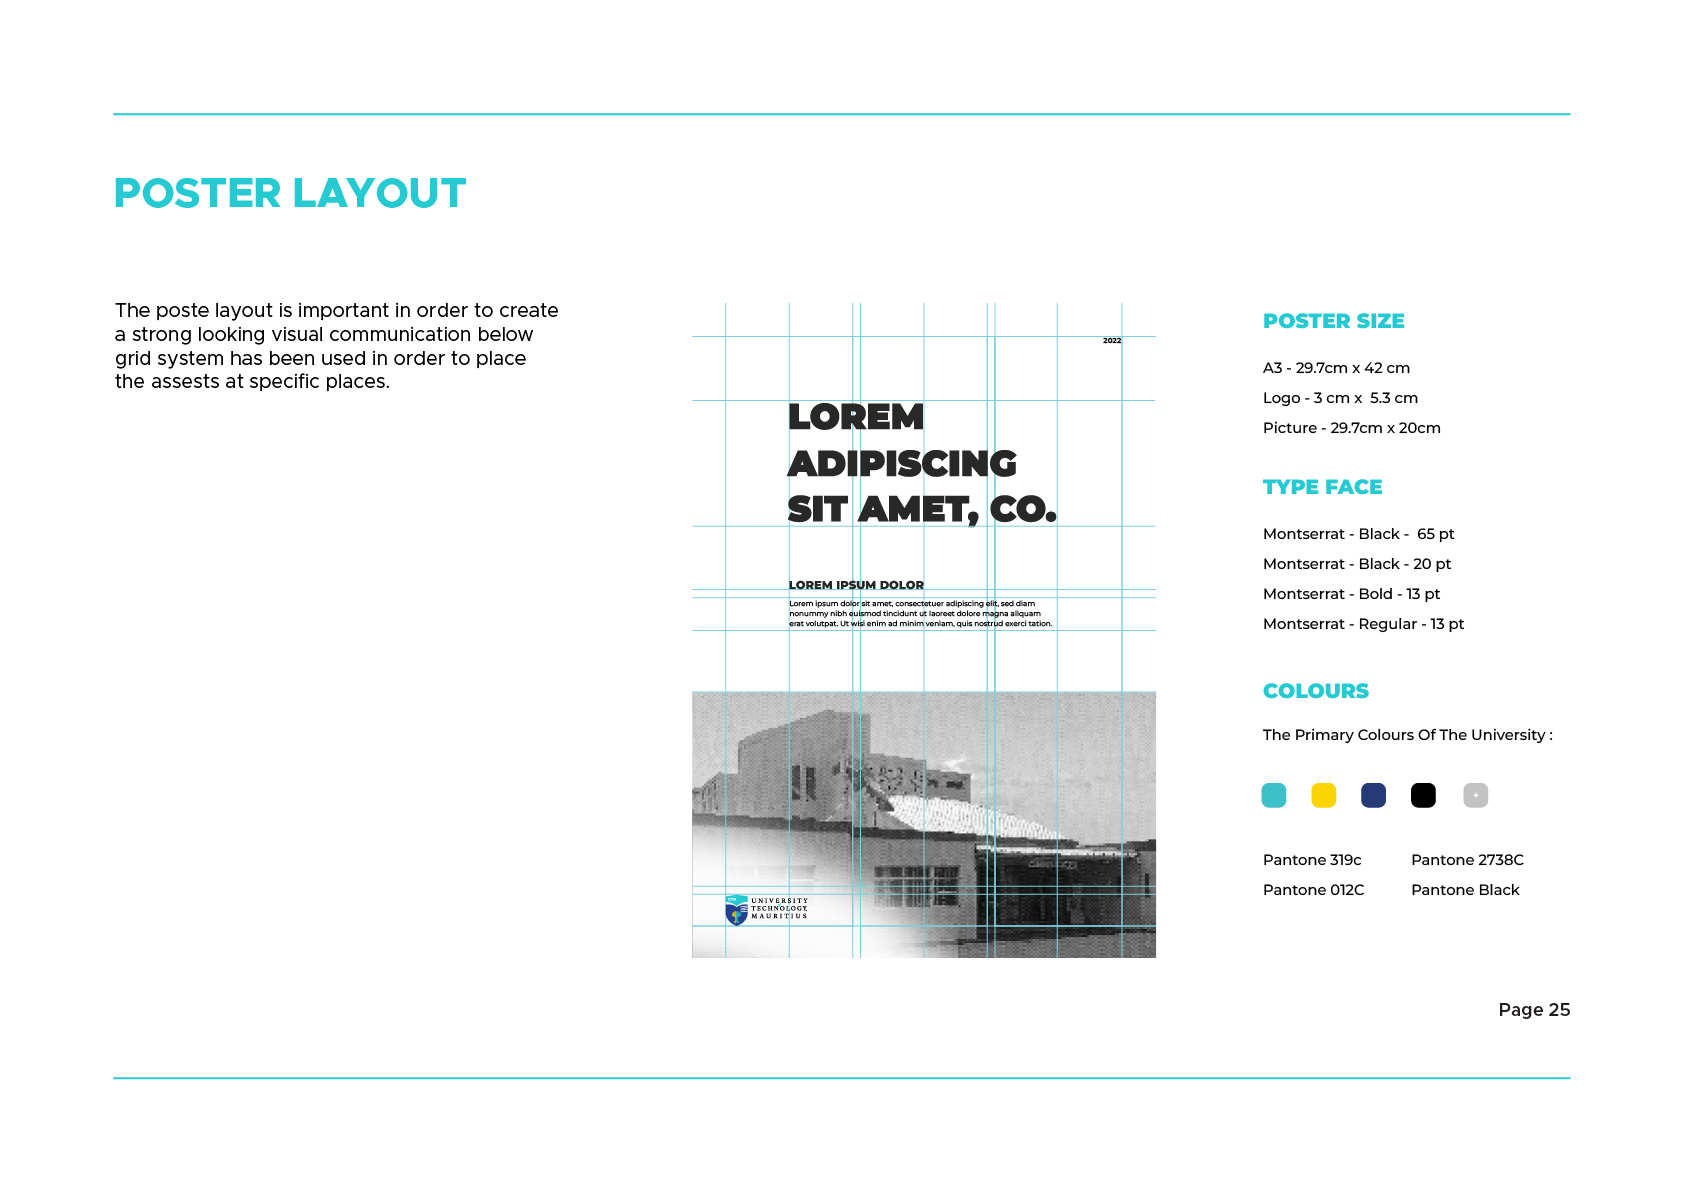 POSTER LAYOUT
The poste layout is important in order to create
a strong looking visual communication below
grid system has been used in order to place
the assests at specific places.
2022
LOREM
ADIPISCING
SIT AMET, CO.
LOREM IPSUM DOLOR
Lorem ipsum dolor sit amet, consectetuer adipiscing elit, sed diam
nonummy nibh euismod tincidunt ut laoreet dolore magna aliquam
erat volutpat. Ut wisi enim ad minim veniam, quis nostrud exerci tation.
UNIVERSITY
TECHNOLOGY,
MAURITIUS
POSTER SIZE
A3 - 29.7cm x 42 cm
Logo - 3 cm x  5.3 cm
Picture - 29.7cm x 20cm
TYPE FACE
Montserrat - Black -  65 pt
Montserrat - Black - 20 pt
Montserrat - Bold - 13 pt
Montserrat - Regular - 13 pt
COLOURS
The Primary Colours Of The University :
+
Pantone 319c
Pantone 2738C
Pantone 012C
Pantone Black
Page 25